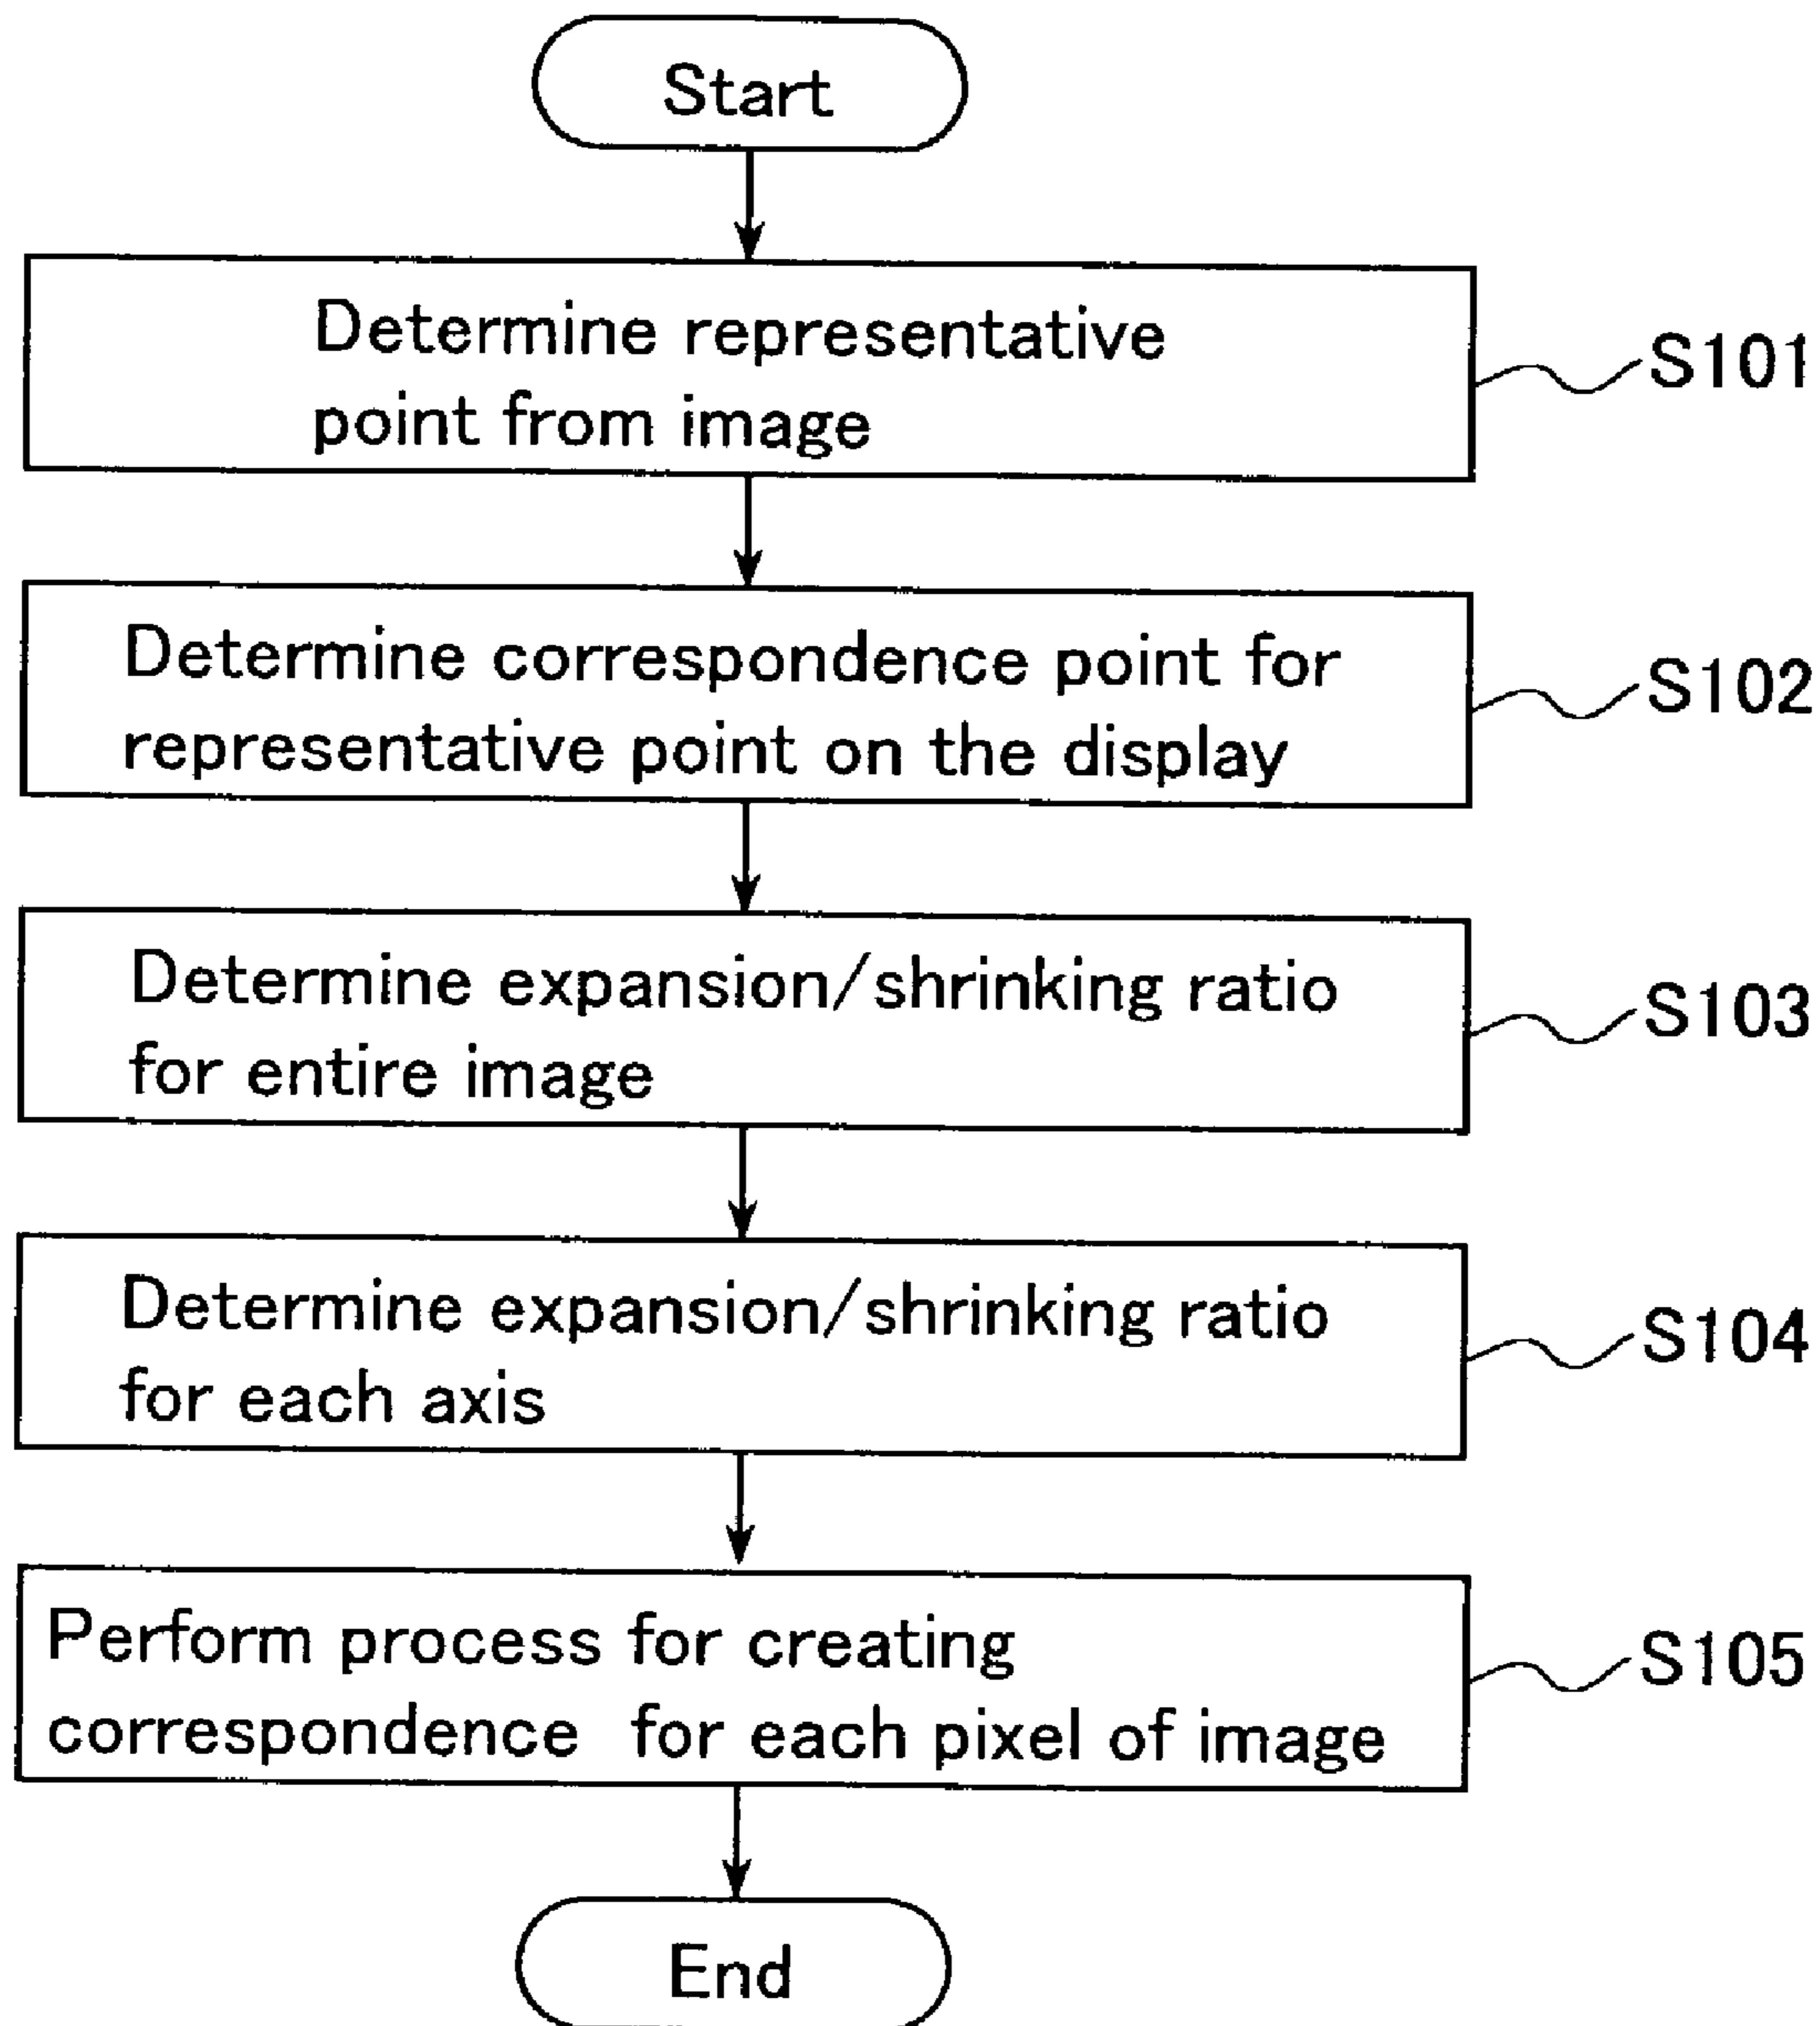 Start
Determine representative
point from image
S101
Determine correspondence point for
representative point on the display
S102
Determine expansion/shrinking ratio
for entire image
S103
Determine expansion/shrinking ratio
for each axis
S104
Perform process for creating
correspondence for each pixel of image
S105
End